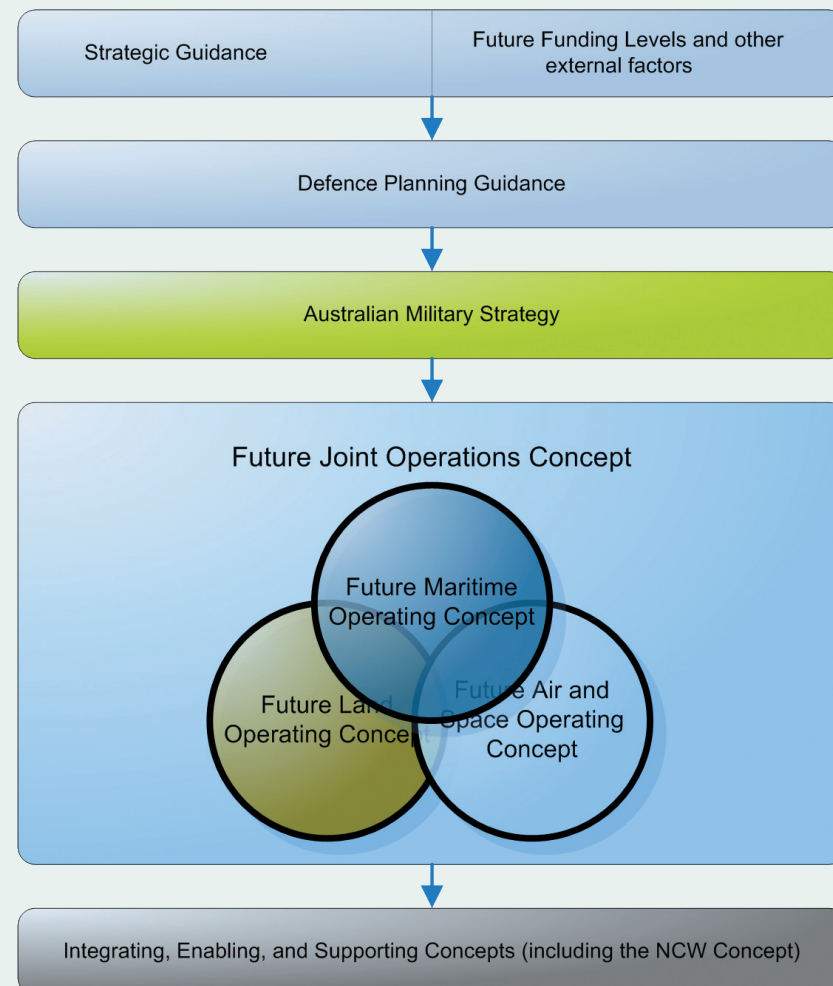 Strategic Guidance
Future Funding Levels and other
external factors
Defence Planning Guidance
Australian Military Strategy
Future Joint Operations Concept
Future Maritime
Operating Concept
Future Land
Operating Concept
Future Air and
Space Operating
Concept
Integrating, Enabling, and Supporting Concepts (including the NCW Concept)